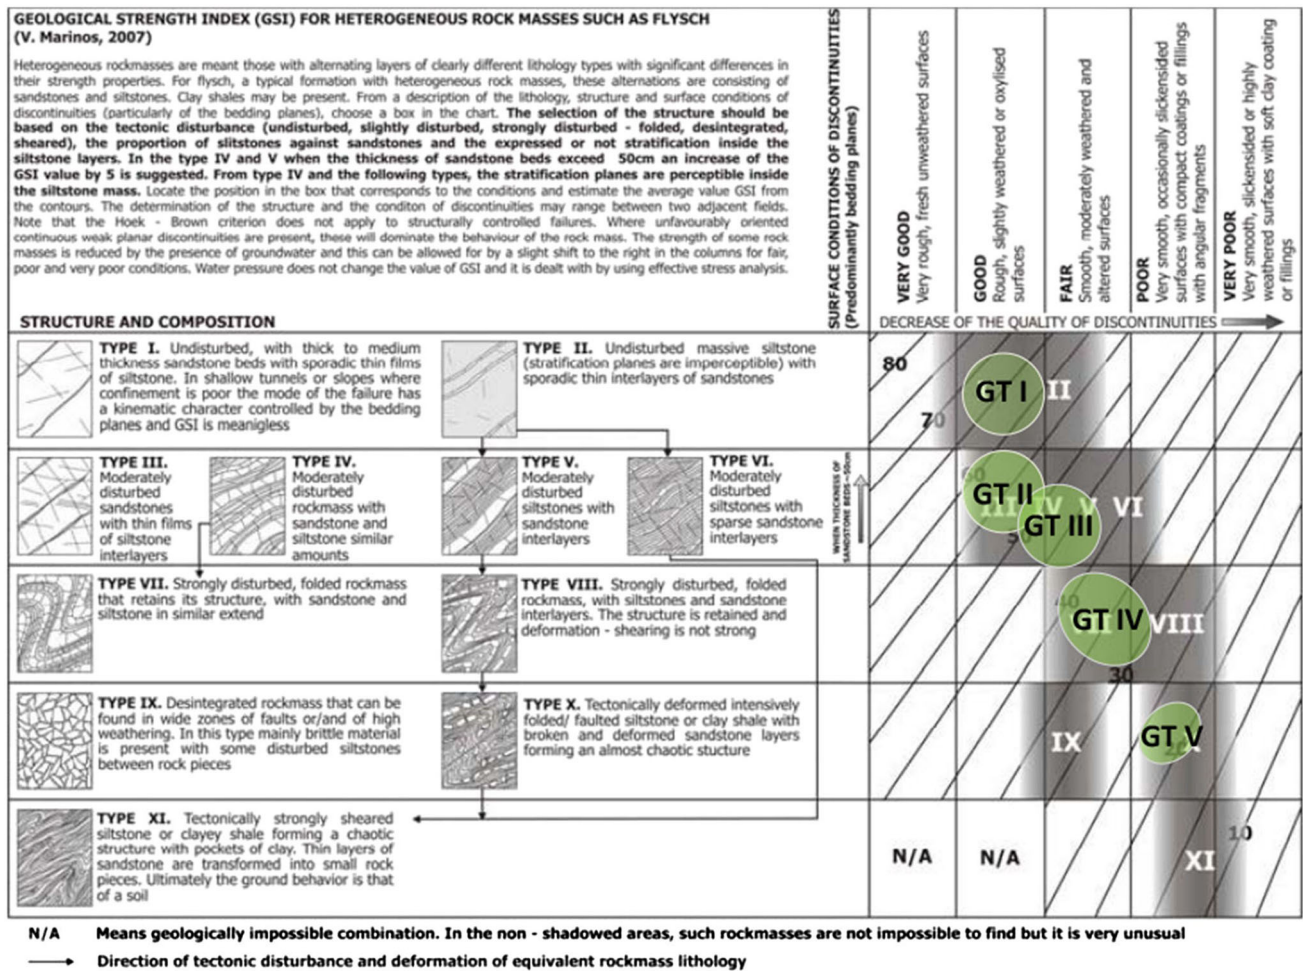 GEOLOGICAL STRENGTH INDEX (GSI) FOR HETEROGENEOUS ROCK MASSES SUCH AS FLYSCH
(V. Marinos, 2007)
Heterogeneous rockmasses are meant those with alternating layers of clearly different lithology types with significant differences in
their strength properties. For flysch, a typical formation with heterogeneous rock masses, these alternations are consisting of
sandstones and siltstones. Clay shales may be present. From a description of the lithology, structure and surface conditions of
discontinuities (particularly of the bedding planes), choose a box in the chart. The selection of the structure should be
based on the tectonic disturbance (undisturbed, slightly disturbed, strongly disturbed - folded, desintegrated,
sheared), the proportion of slitstones against sandstones and the expressed or not stratification inside the
siltstone layers. In the type IV and V when the thickness of sandstone beds exceed 50cm an increase of the
GSI value by 5 is suggested. From type IV and the following types, the stratification planes are perceptible inside
the siltstone mass. Locate the position in the box that corresponds to the conditions and estimate the average value GSI from
the contours. The determination of the structure and the conditon of discontinuities may range between two adjacent fields.
Note that the Hoek - Brown criterion does not apply to structurally controlled failures. Where unfavourably oriented
continuous weak planar discontinuities are present, these will dominate the behaviour of the rock mass. The strength of some rock
masses is reduced by the presence of groundwater and this can be allowed for by a slight shift to the right in the columns for fair,
poor and very poor conditions. Water pressure does not change the value of GSI and it is dealt with by using effective stress analysis.
STRUCTURE AND COMPOSITION
SURFACE CONDITIONS OF DISCONTINUITIES
(Predominantly bedding planes)
VERY GOOD
Very rough, fresh unweathered surfaces
GOOD
Rough, slightly weathered or oxylised
surfaces
FAIR
Smooth, moderately weathered and
altered surfaces
POOR
Very smooth, occasionally slickensided
surfaces with compact coatings or fillings
with angular fragments
VERY POOR
Very smooth, slickensided or highly
weathered surfaces with soft clay coating
or fillings
DECREASE OF THE QUALITY OF DISCONTINUITIES
TYPE I. Undisturbed, with thick to medium
thickness sandstone beds with sporadic thin films
of siltstone. In shallow tunnels or slopes where
confinement is poor the mode of the failure has
a kinematic character controlled by the bedding
planes and GSI is meanigless
TYPE II. Undisturbed massive siltstone
(stratification planes are imperceptible) with
sporadic thin interlayers of sandstones
80
70
GT I
II
TYPE III.
Moderately
disturbed
sandstones
with thin films
of siltstone
interlayers
TYPE IV.
Moderately
disturbed
rockmass with
sandstone and
siltstone similar
amounts
TYPE V.
Moderately
disturbed
siltstones with
sandstone
interlayers
TYPE VI.
Moderately
disturbed
siltstones with
sparse sandstone
interlayers
WHEN THICKNESS OF
SANDSTONE BEDS ~50cm
60
GT II
III IV V VI
GT III
50
TYPE VII. Strongly disturbed, folded rockmass
that retains its structure, with sandstone and
siltstone in similar extend
TYPE VIII. Strongly disturbed, folded
rockmass, with siltstones and sandstone
interlayers. The structure is retained and
deformation - shearing is not strong
40
GT IV
VIII
30
TYPE IX. Desintegrated rockmass that can be
found in wide zones of faults or/and of high
weathering. In this type mainly brittle material
is present with some disturbed siltstones
between rock pieces
TYPE X. Tectonically deformed intensively
folded/ faulted siltstone or clay shale with
broken and deformed sandstone layers
forming an almost chaotic stucture
IX
GT V
TYPE XI. Tectonically strongly sheared
siltstone or clayey shale forming a chaotic
structure with pockets of clay. Thin layers of
sandstone are transformed into small rock
pieces. Ultimately the ground behavior is that
of a soil
N/A
N/A
10
XI
N/A Means geologically impossible combination. In the non - shadowed areas, such rockmasses are not impossible to find but it is very unusual
Direction of tectonic disturbance and deformation of equivalent rockmass lithology